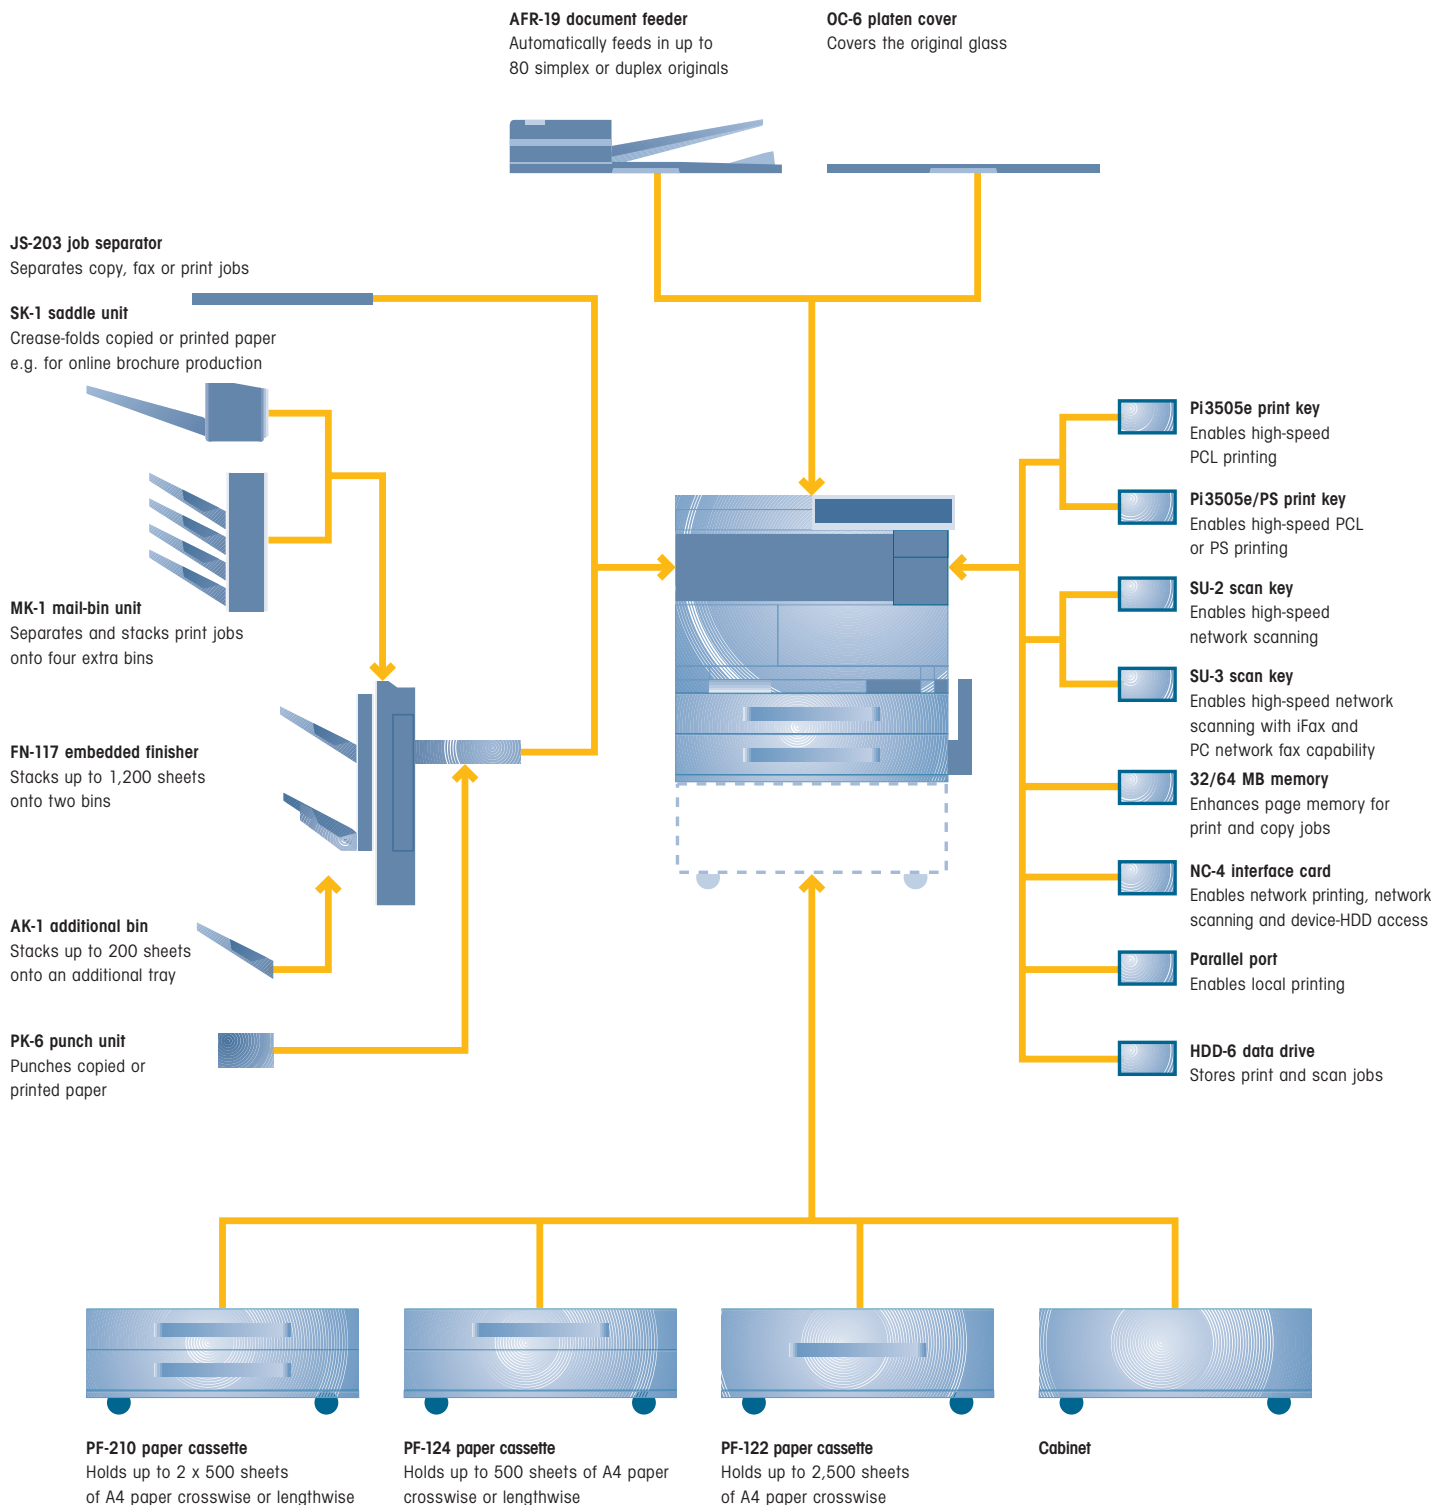 AFR-19 document feeder
Automatically feeds in up to
80 simplex or duplex originals
OC-6 platen cover
Covers the original glass
JS-203 job separator
Separates copy, fax or print jobs
SK-1 saddle unit
Crease-folds copied or printed paper
e.g. for online brochure production
MK-1 mail-bin unit
Separates and stacks print jobs
onto four extra bins
FN-117 embedded finisher
Stacks up to 1,200 sheets
onto two bins
AK-1 additional bin
Stacks up to 200 sheets
onto an additional tray
PK-6 punch unit
Punches copied or
printed paper
Pi3505e print key
Enables high-speed
PCL printing
Pi3505e/PS print key
Enables high-speed PCL
or PS printing
SU-2 scan key
Enables high-speed
network scanning
SU-3 scan key
Enables high-speed network
scanning with iFax and
PC network fax capability
32/64 MB memory
Enhances page memory for
print and copy jobs
NC-4 interface card
Enables network printing, network
scanning and device-HDD access
Parallel port
Enables local printing
HDD-6 data drive
Stores print and scan jobs
PF-210 paper cassette
Holds up to 2 x 500 sheets
of A4 paper crosswise or lengthwise
PF-124 paper cassette
Holds up to 500 sheets of A4 paper
crosswise or lengthwise
PF-122 paper cassette
Holds up to 2,500 sheets
of A4 paper crosswise
Cabinet